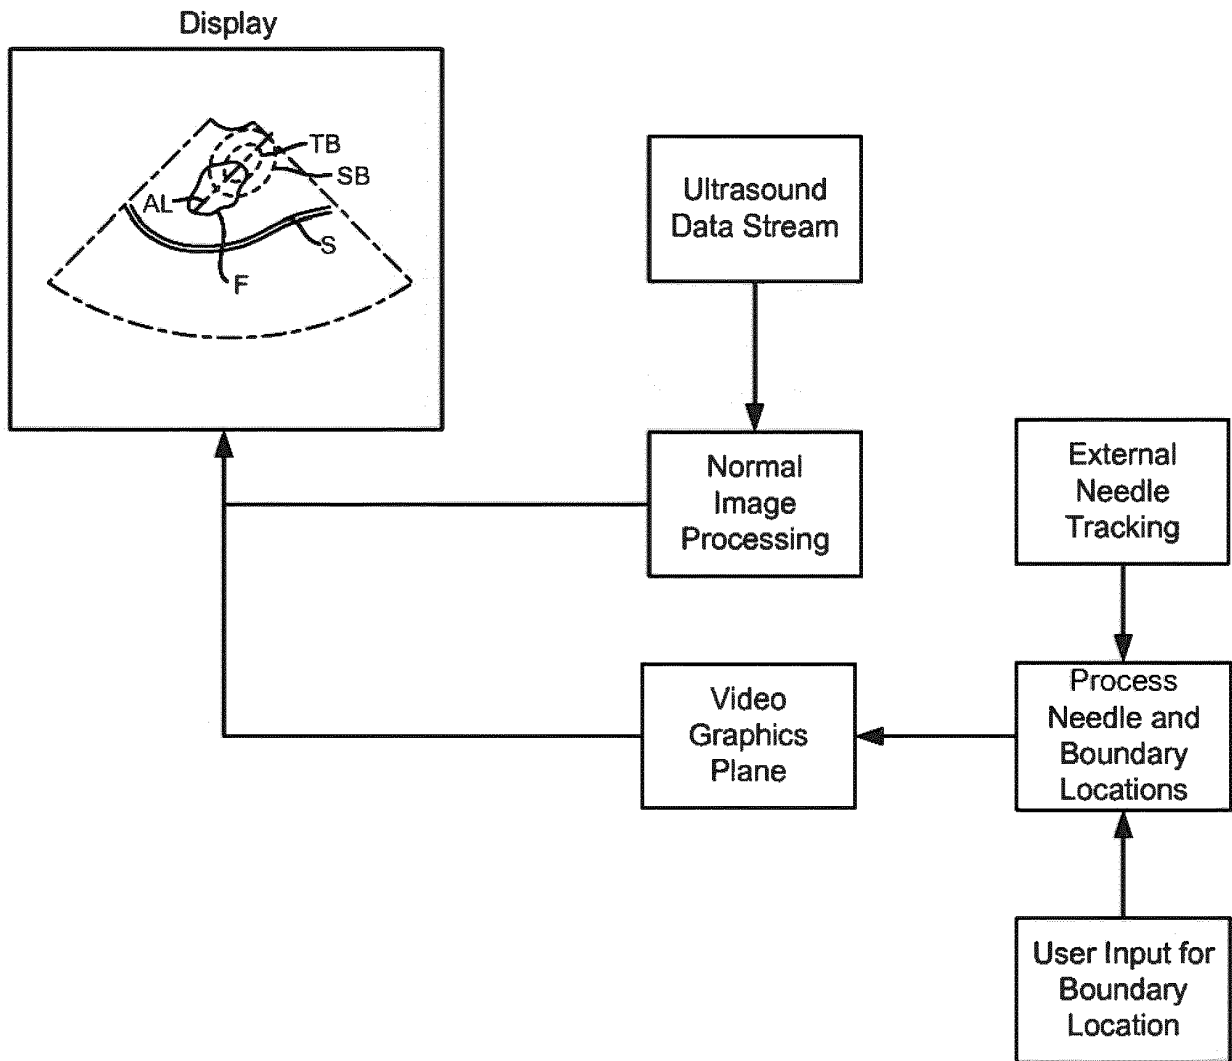 Display
TB
SB
AL
S
F
Ultrasound
Data Stream
Normal
Image
Processing
External
Needle
Tracking
Video
Graphics
Plane
Process
Needle and
Boundary
Locations
User Input for
Boundary
Location